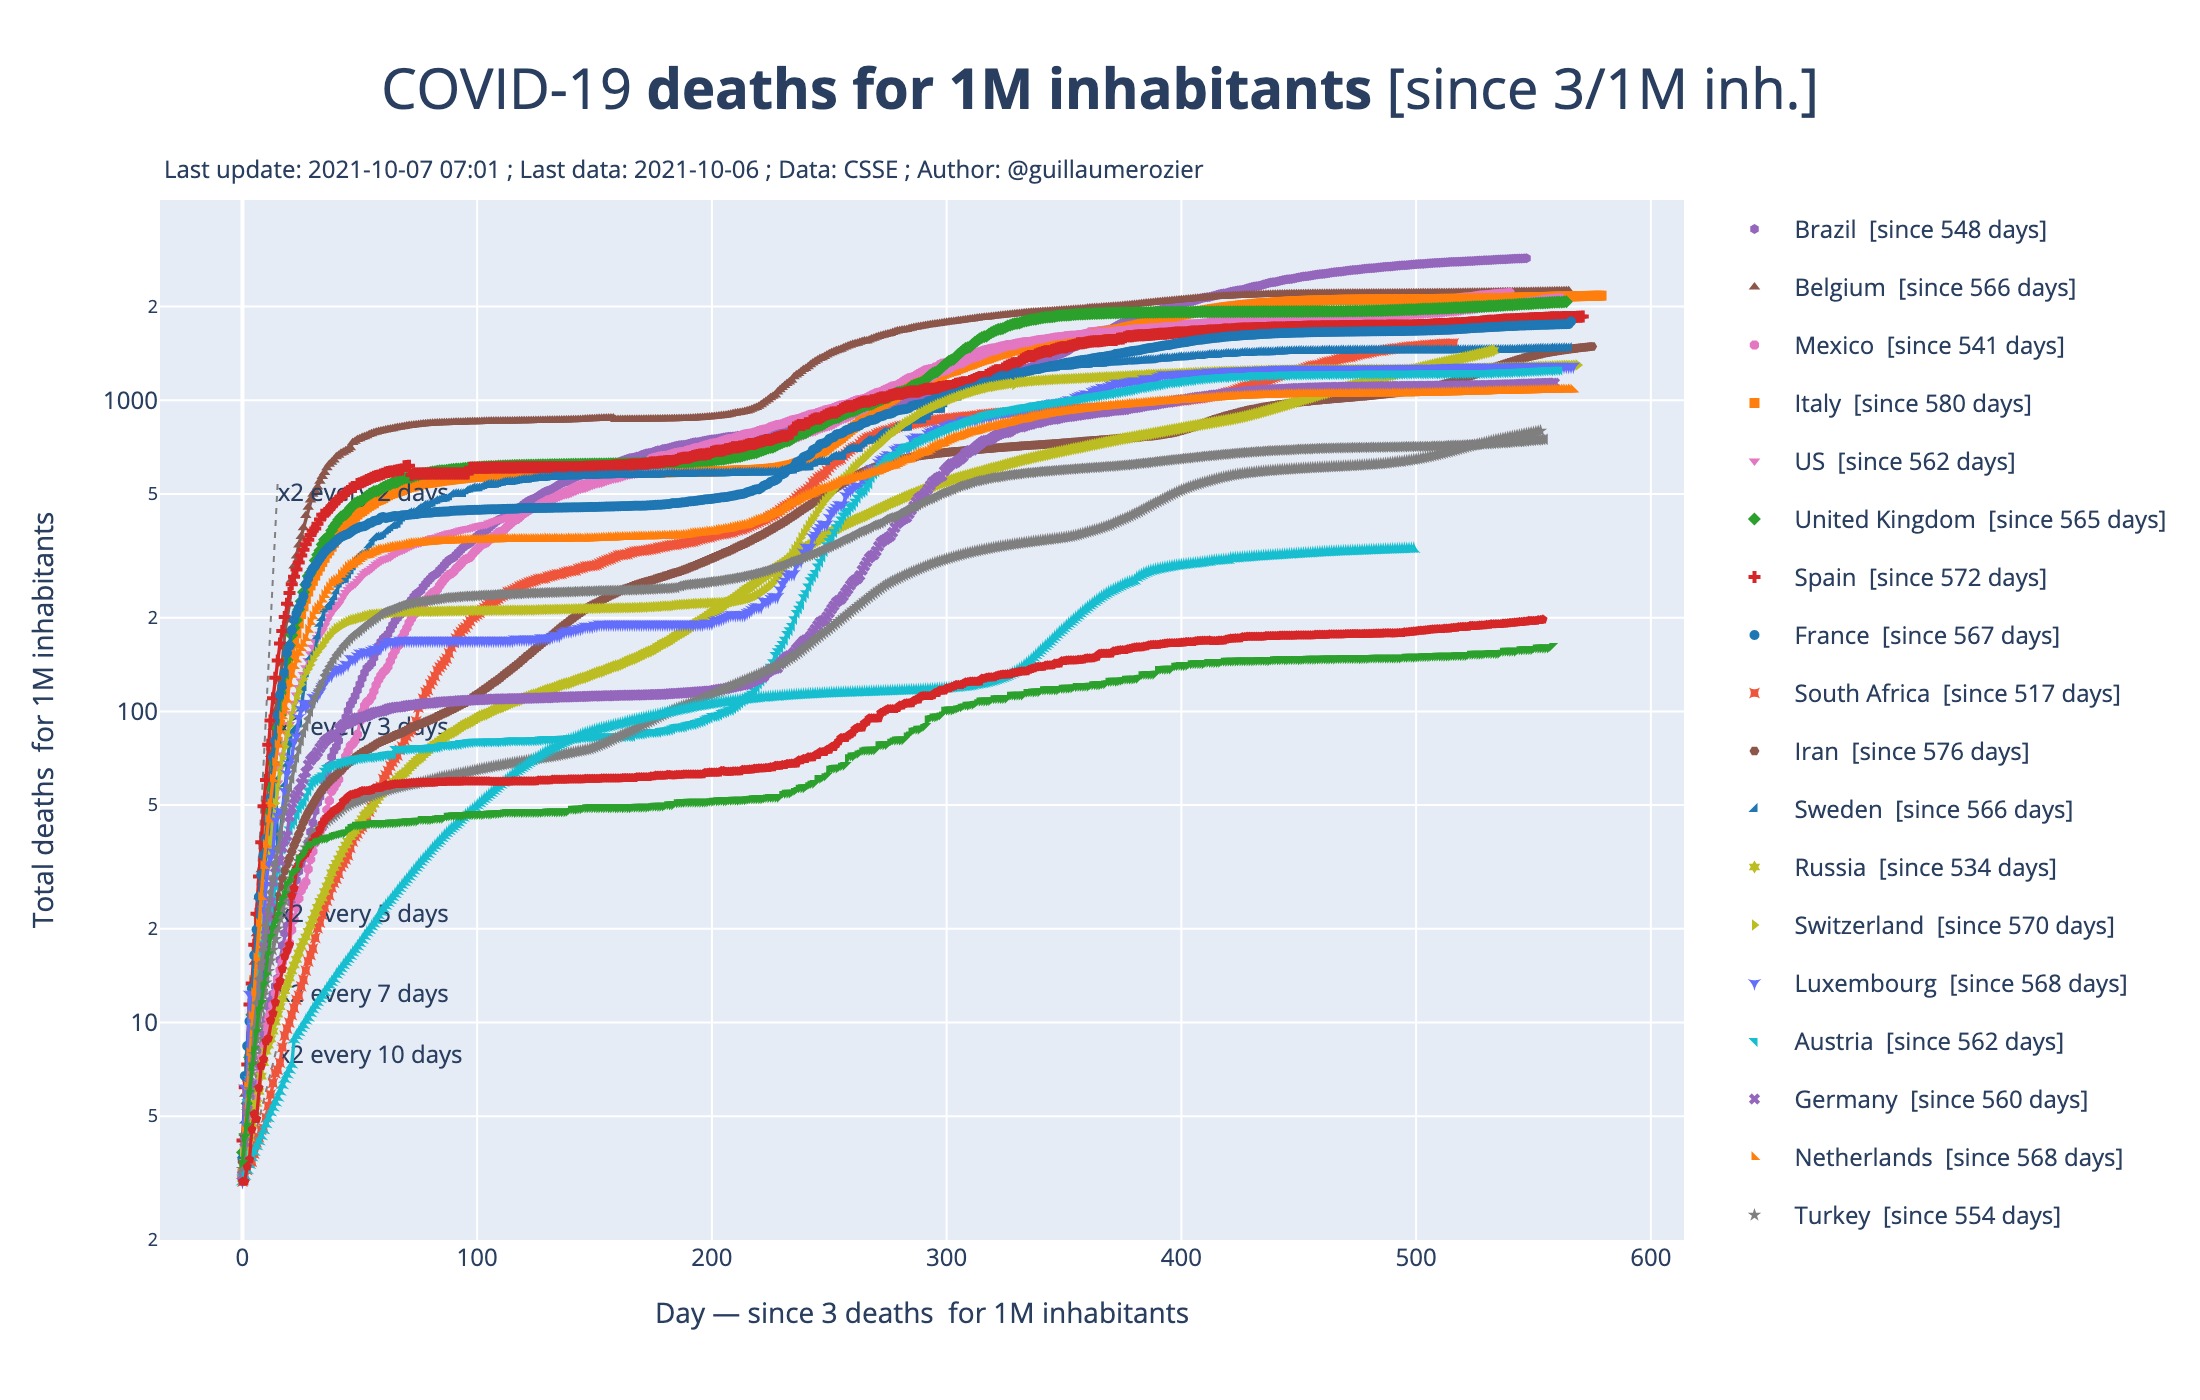 COVID-19 deaths for 1M inhabitants [since 3/1M inh.]
Last update: 2021-10-07 07:01 ; Last data: 2021-10-06 ; Data: CSSE ; Author: @guillaumerozier
Total deaths for 1M inhabitants
2
1000
5
2
100
5
2
10
5
2
x2 every 2 days
every 3 days
x2 every 5 days
x2 every 7 days
x2 every 10 days
0 100 200 300 400 500 600
Day — since 3 deaths for 1M inhabitants
Brazil [since 548 days]
Belgium [since 566 days]
Mexico [since 541 days]
Italy [since 580 days]
US [since 562 days]
United Kingdom [since 565 days]
Spain [since 572 days]
France [since 567 days]
South Africa [since 517 days]
Iran [since 576 days]
Sweden [since 566 days]
Russia [since 534 days]
Switzerland [since 570 days]
Luxembourg [since 568 days]
Austria [since 562 days]
Germany [since 560 days]
Netherlands [since 568 days]
Turkey [since 554 days]